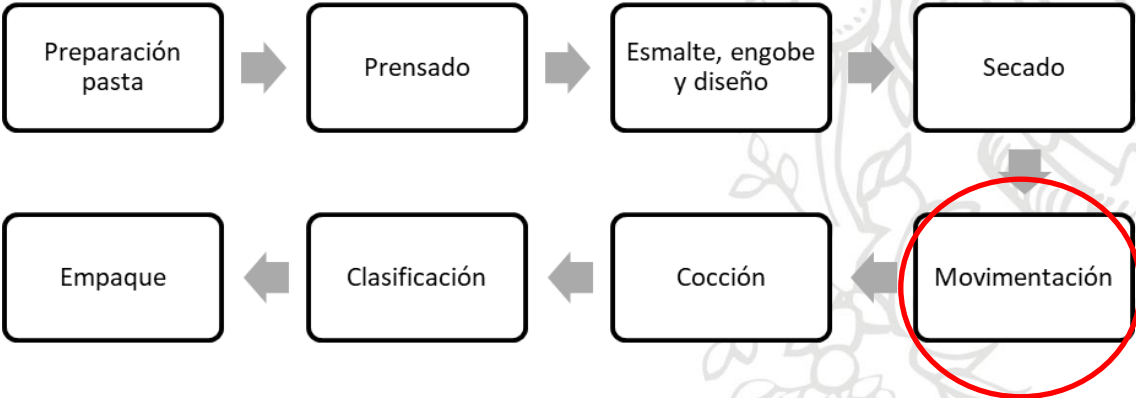 Preparación
pasta
Prensado
Esmalte, engobe
y diseño
Secado
Movimentación
Cocción
Clasificación
Empaque